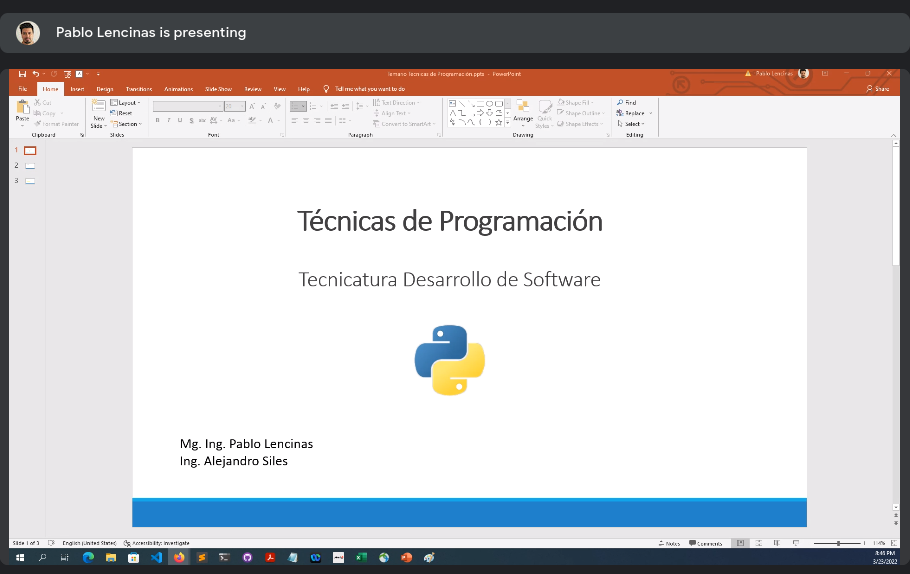 Pablo Lencinas is presenting
Temario Tecnicas de Programación.pptx - PowerPoint
Pablo Lencinas
File Home Insert Design Transitions Animations Slide Show Review View Help Tell me what you want to do Share
Paste
Cut
Copy
Format Painter
Clipboard
New
Slide
Layout
Reset
Section
Slides
Font
Text Direction
Align Text
Convert to SmartArt
Paragraph
Arrange
Quick
Styles
Shape Fill
Shape Outline
Shape Effects
Drawing
Find
Replace
Select
Editing
1
2
3
Técnicas de Programación
Tecnicatura Desarrollo de Software
Mg. Ing. Pablo Lencinas
Ing. Alejandro Siles
Slide 1 of 3 English (United States) Accessibility: Investigate Notes Comments 114%
8:46 PM
3/23/2022